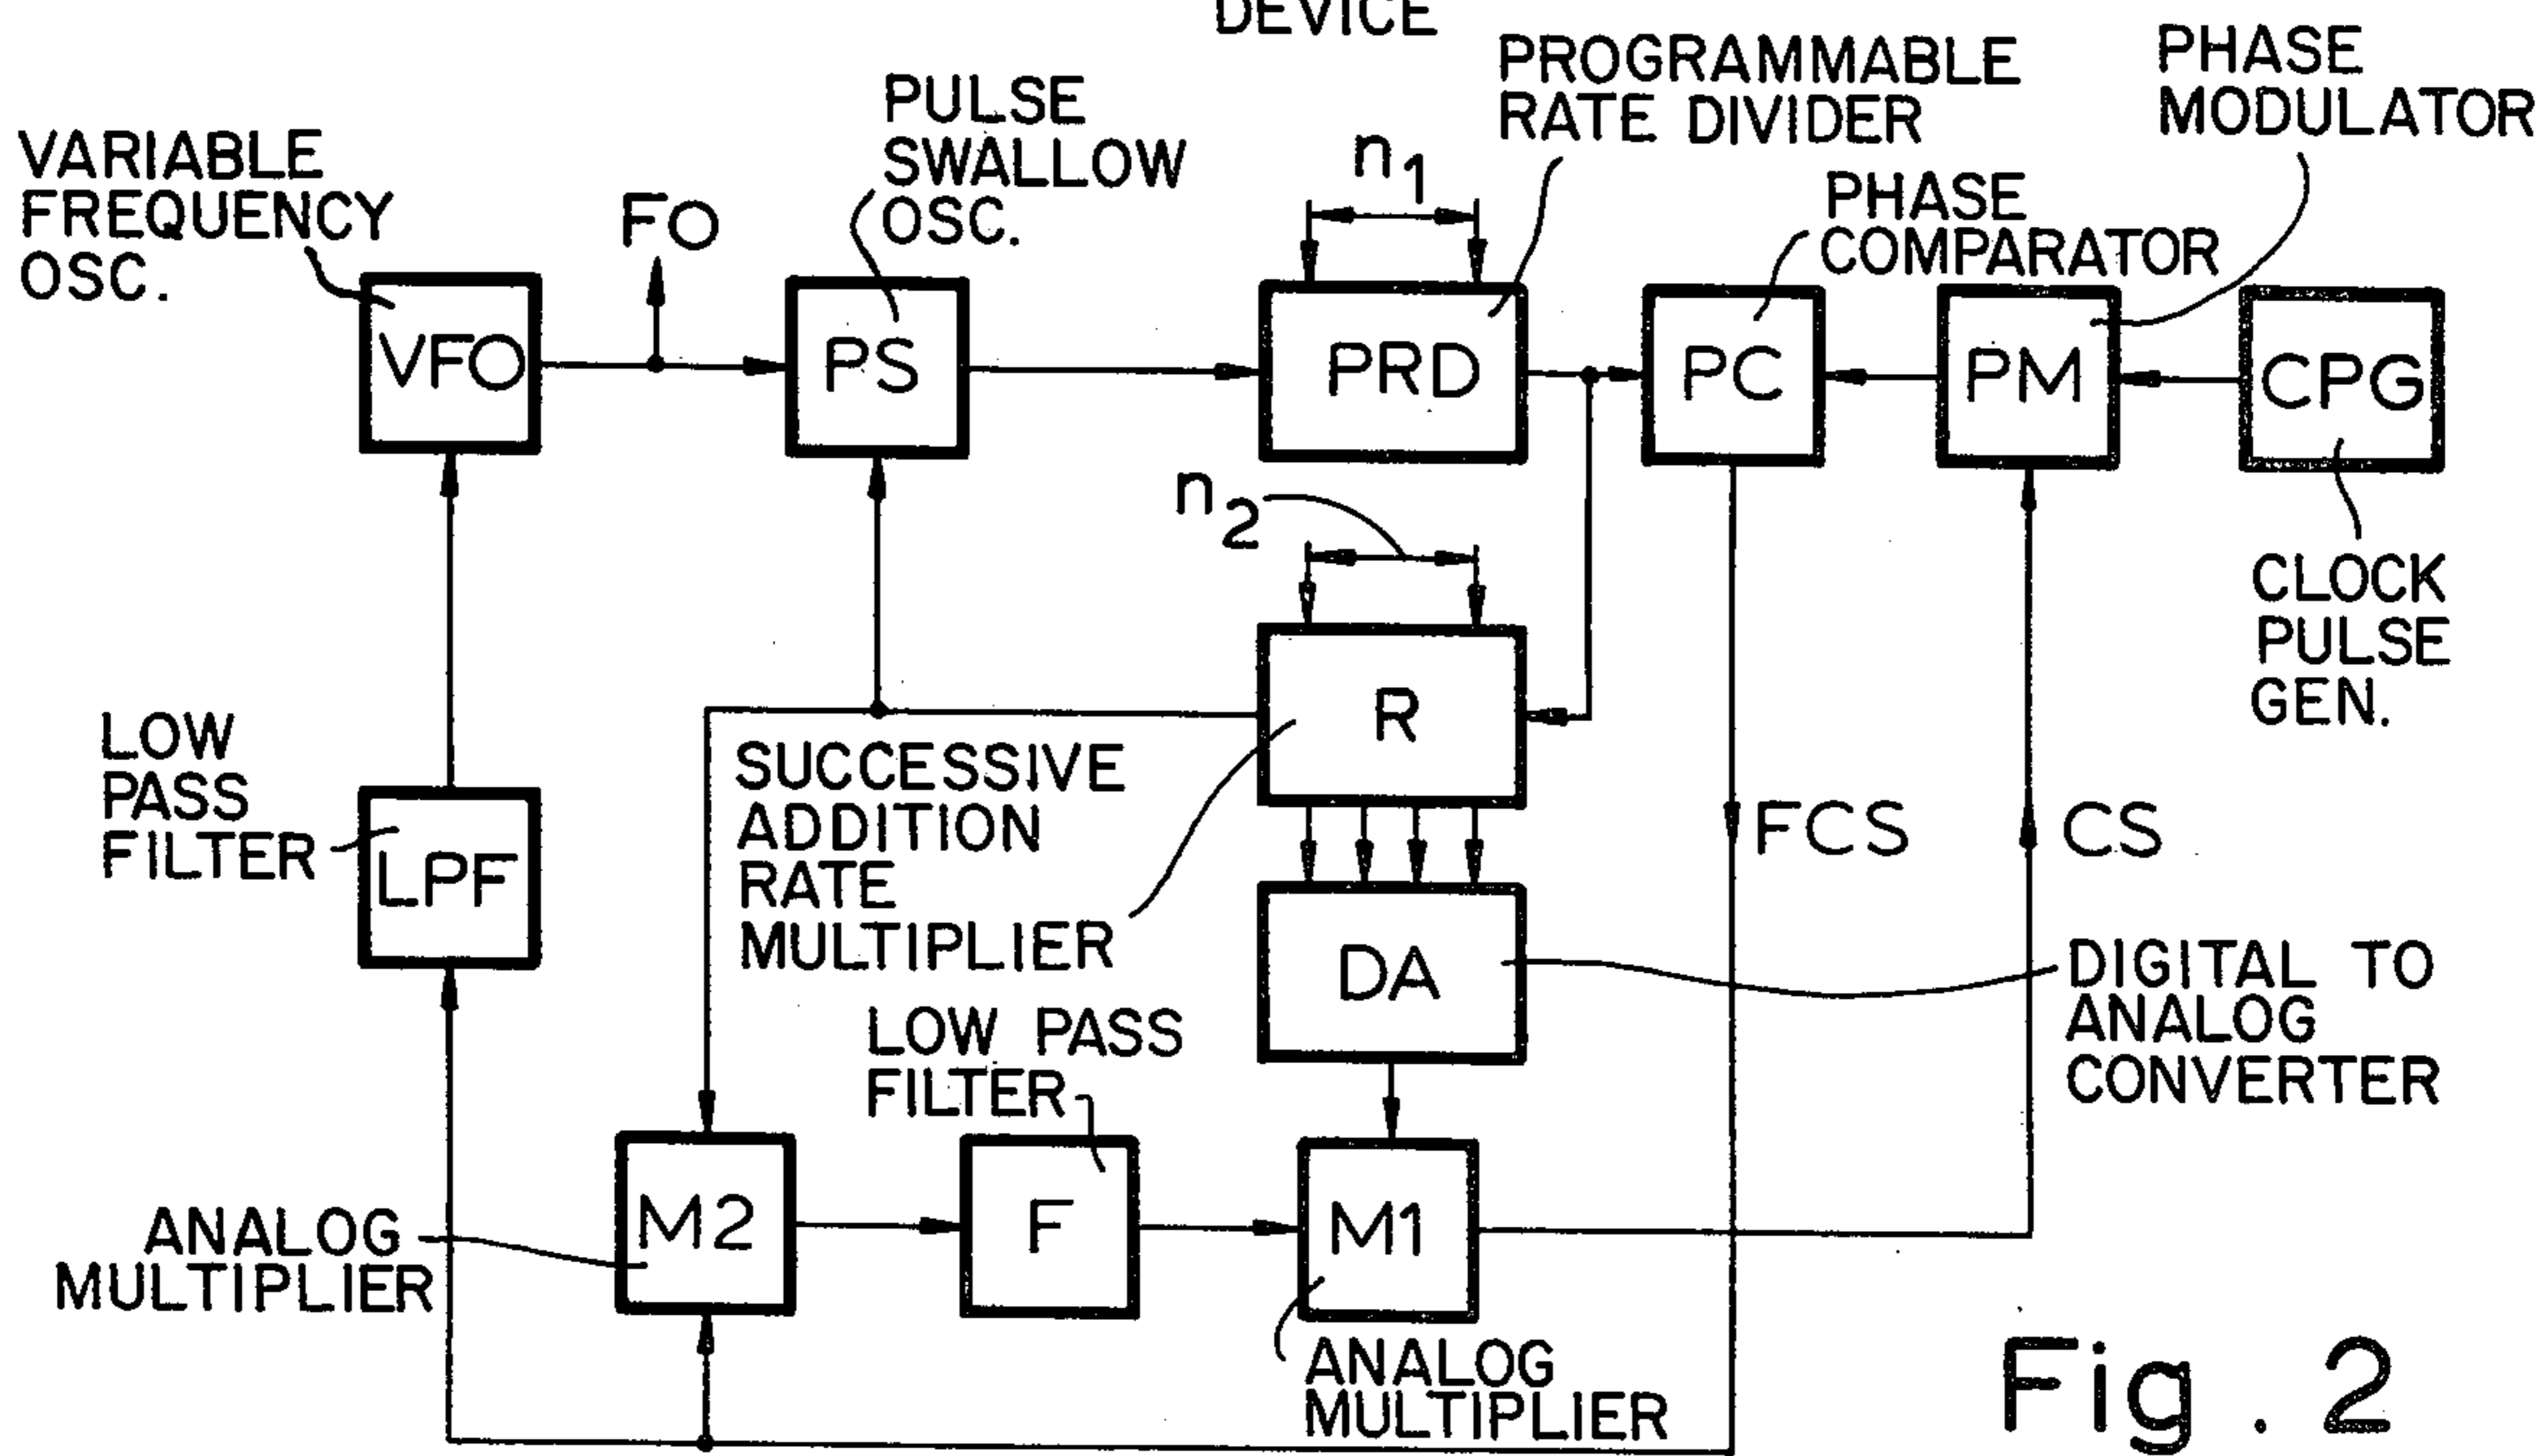 DEVICE
PROGRAMMABLE
RATE DIVIDER
PHASE
MODULATOR
PULSE
SWALLOW
OSC.
VARIABLE
FREQUENCY
OSC.
FO
n1
PHASE
COMPARATOR
VFO
PS
PRD
PC
PM
CPG
n2
CLOCK
PULSE
GEN.
LOW
PASS
FILTER
LPF
SUCCESSIVE
ADDITION
RATE
MULTIPLIER
R
FCS
CS
DA
DIGITAL TO
ANALOG
CONVERTER
LOW PASS
FILTER
ANALOG
MULTIPLIER
M2
F
M1
ANALOG
MULTIPLIER
Fig. 2